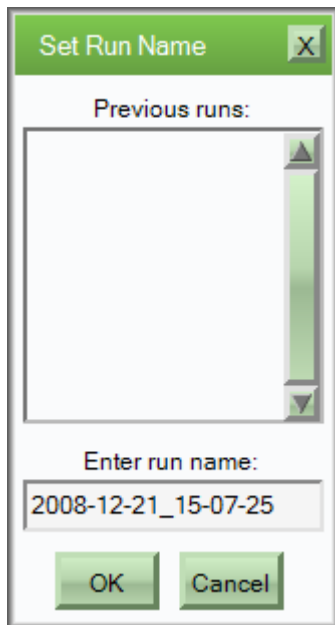 Set Run Name X
Previous runs:
Enter run name:
2008-12-21_15-07-25
OK Cancel